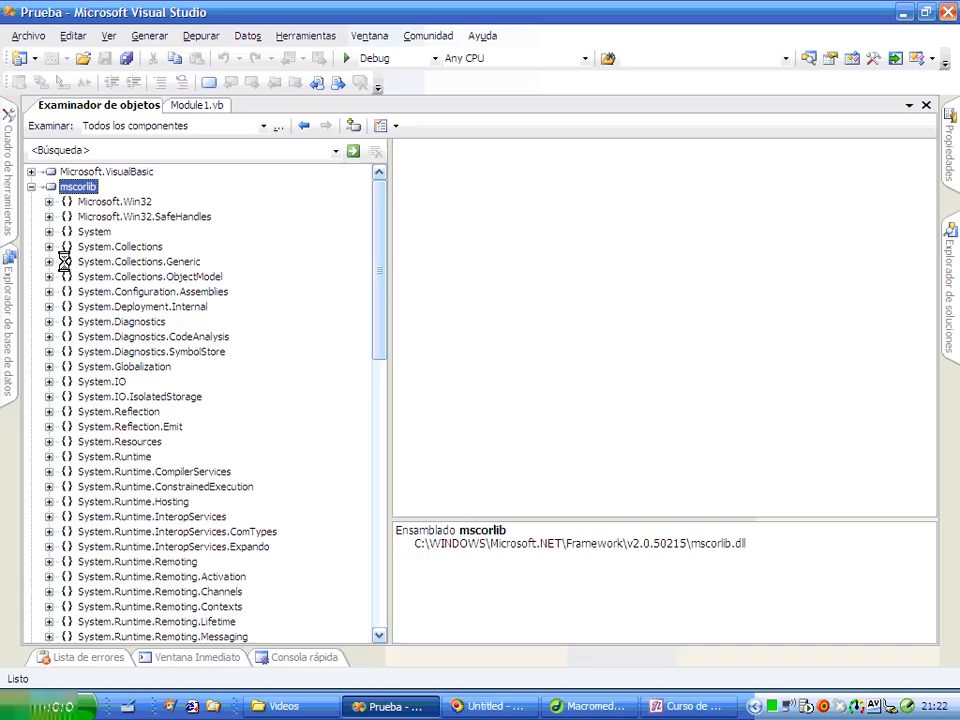 Prueba - Microsoft Visual Studio
Archivo Editar Ver Generar Depurar Datos Herramientas Ventana Comunidad Ayuda
Debug Any CPU
Examinador de objetos Module1.vb
Examinar: Todos los componentes ...
<Búsqueda>
Microsoft.VisualBasic
mscorlib
{} Microsoft.Win32
{} Microsoft.Win32.SafeHandles
{} System
{} System.Collections
System.Collections.Generic
{} System.Collections.ObjectModel
{} System.Configuration.Assemblies
{} System.Deployment.Internal
{} System.Diagnostics
{} System.Diagnostics.CodeAnalysis
{} System.Diagnostics.SymbolStore
{} System.Globalization
{} System.IO
{} System.IO.IsolatedStorage
{} System.Reflection
{} System.Reflection.Emit
{} System.Resources
{} System.Runtime
{} System.Runtime.CompilerServices
{} System.Runtime.ConstrainedExecution
{} System.Runtime.Hosting
{} System.Runtime.InteropServices
{} System.Runtime.InteropServices.ComTypes
{} System.Runtime.InteropServices.Expando
{} System.Runtime.Remoting
{} System.Runtime.Remoting.Activation
{} System.Runtime.Remoting.Channels
{} System.Runtime.Remoting.Contexts
{} System.Runtime.Remoting.Lifetime
{} System.Runtime.Remoting.Messaging
Ensamblado mscorlib
C:\WINDOWS\Microsoft.NET\Framework\v2.0.50215\mscorlib.dll
Cuadro de herramientas
Explorador de base de datos
Propiedades
Explorador de soluciones
Lista de errores Ventana Inmediato Consola rápida
Listo
Inicio Videos Prueba - ... Untitled - ... Macromed... Curso de ... AV 21:22